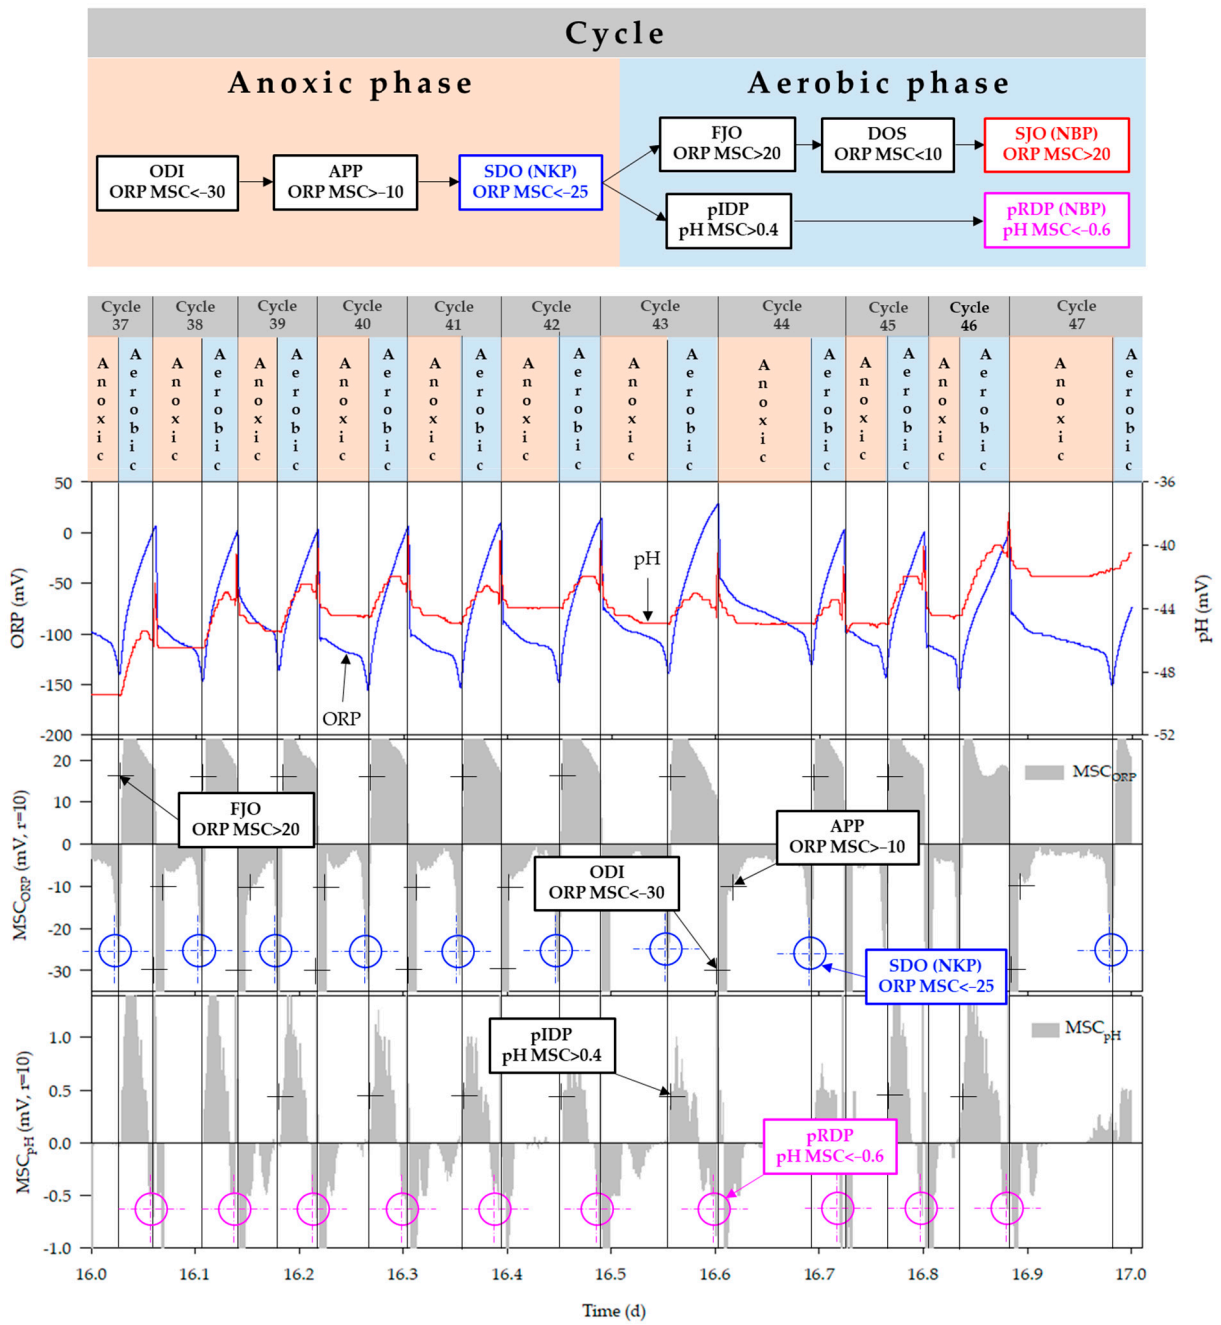 Cycle
Anoxic phase
Aerobic phase
ODI
ORP MSC<−30
APP
ORP MSC>−10
SDO (NKP)
ORP MSC<−25
FJO
ORP MSC>20
DOS
ORP MSC<10
SJO (NBP)
ORP MSC>20
pIDP
pH MSC>0.4
pRDP (NBP)
pH MSC<−0.6
Cycle
37
Cycle
38
Cycle
39
Cycle
40
Cycle
41
Cycle
42
Cycle
43
Cycle
44
Cycle
45
Cycle
46
Cycle
47
Anoxic
Aerobic
Anoxic
Aerobic
Anoxic
Aerobic
Anoxic
Aerobic
Anoxic
Aerobic
Anoxic
Aerobic
Anoxic
Aerobic
Anoxic
Aerobic
Anoxic
Aerobic
Anoxic
Aerobic
Anoxic
Aerobic
ORP (mV)
50
0
-50
-100
-150
-200
pH
ORP
-36
-40
-44
-48
-52
pH (mV)
MSC_ORP (mV, r=10)
20
10
0
-10
-20
-30
MSC_ORP
FJO
ORP MSC>20
APP
ORP MSC>−10
ODI
ORP MSC<−30
SDO (NKP)
ORP MSC<−25
MSC_pH (mV, r=10)
1.0
0.5
0.0
-0.5
-1.0
MSC_pH
pIDP
pH MSC>0.4
pRDP
pH MSC<−0.6
16.0
16.1
16.2
16.3
16.4
16.5
16.6
16.7
16.8
16.9
17.0
Time (d)